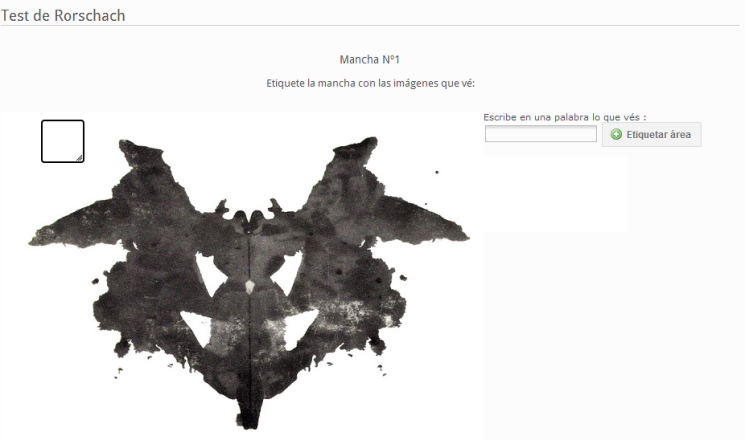 Test de Rorschach
Mancha Nº1
Etiquete la mancha con las imágenes que vé:
Escribe en una palabra lo que vés :
Etiquetar área